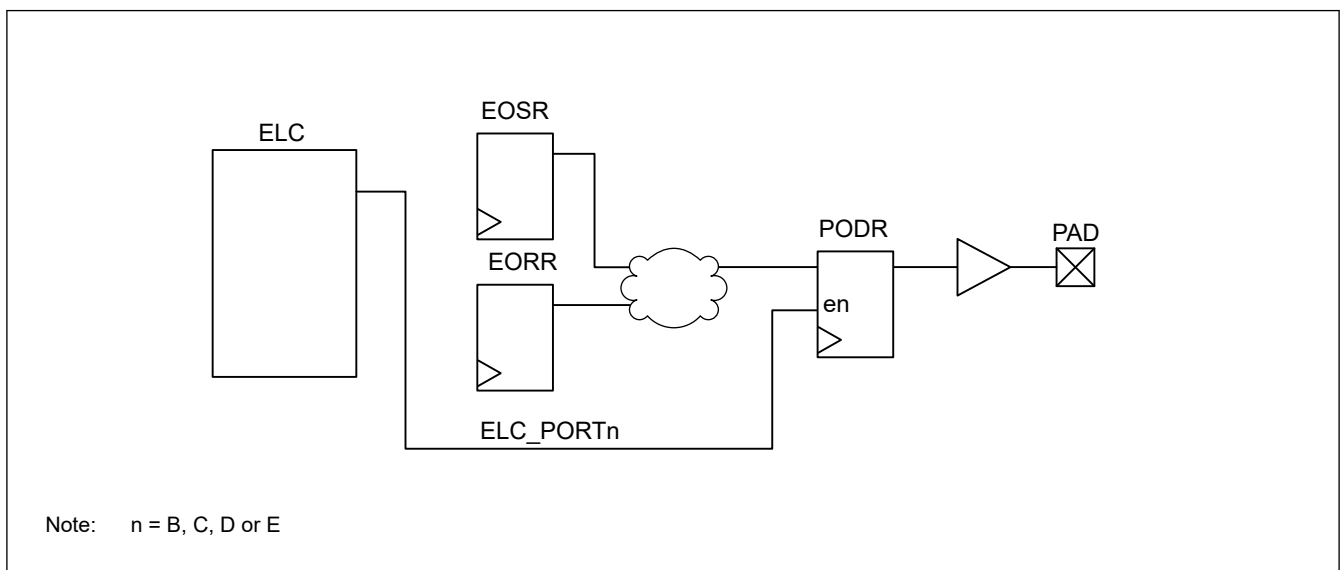 ELC
EOSR
EORR
PODR
en
PAD
ELC_PORTn
Note: n = B, C, D or E